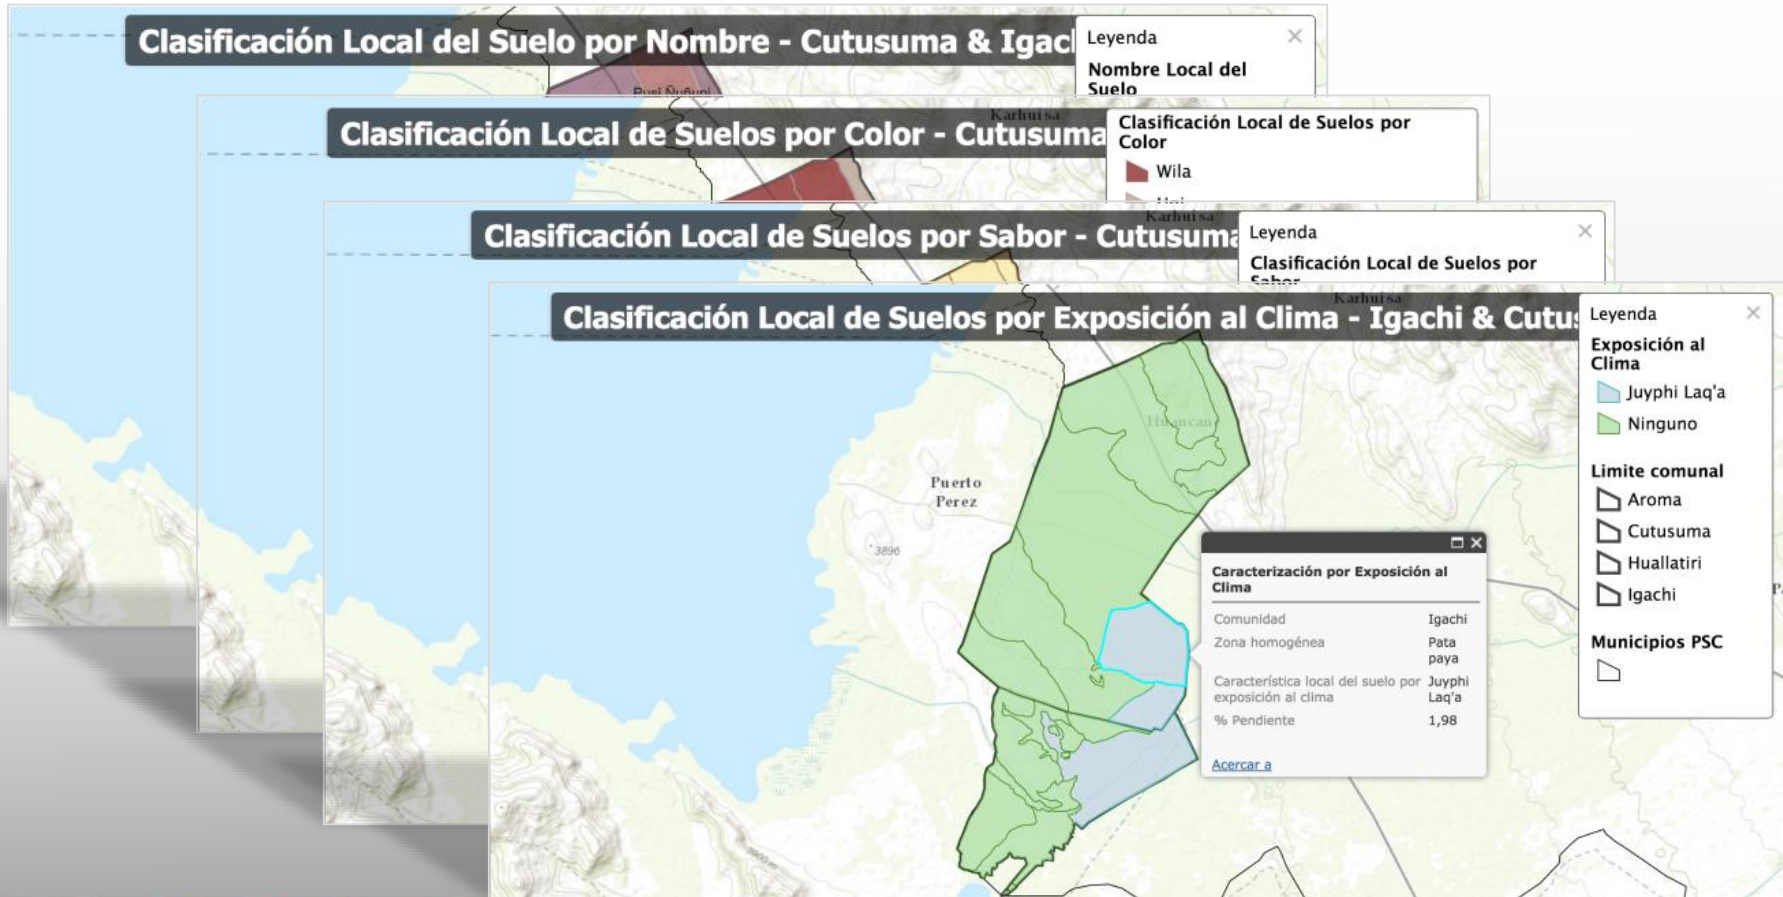 Clasificación Local del Suelo por Nombre - Cutusuma & Igac
Leyenda
Nombre Local del
Suelo
Pusi Ñuñuni
Clasificación Local de Suelos por Color - Cutusuma
Karhuisa
Clasificación Local de Suelos por
Color
Wila
Clasificación Local de Suelos por Sabor - Cutusuma
Karhuisa
Leyenda
Clasificación Local de Suelos por
Sabor
Clasificación Local de Suelos por Exposición al Clima - Igachi & Cutus
Karhuisa
Leyenda
Exposición al
Clima
Juyphi Laq'a
Ninguno
Limite comunal
Aroma
Cutusuma
Huallatiri
Igachi
Municipios PSC
Huancane
Puerto
Perez
3896
Caracterización por Exposición al
Clima
Comunidad Igachi
Zona homogénea Pata
paya
Característica local del suelo por Juyphi
exposición al clima Laq'a
% Pendiente 1,98
Acercar a